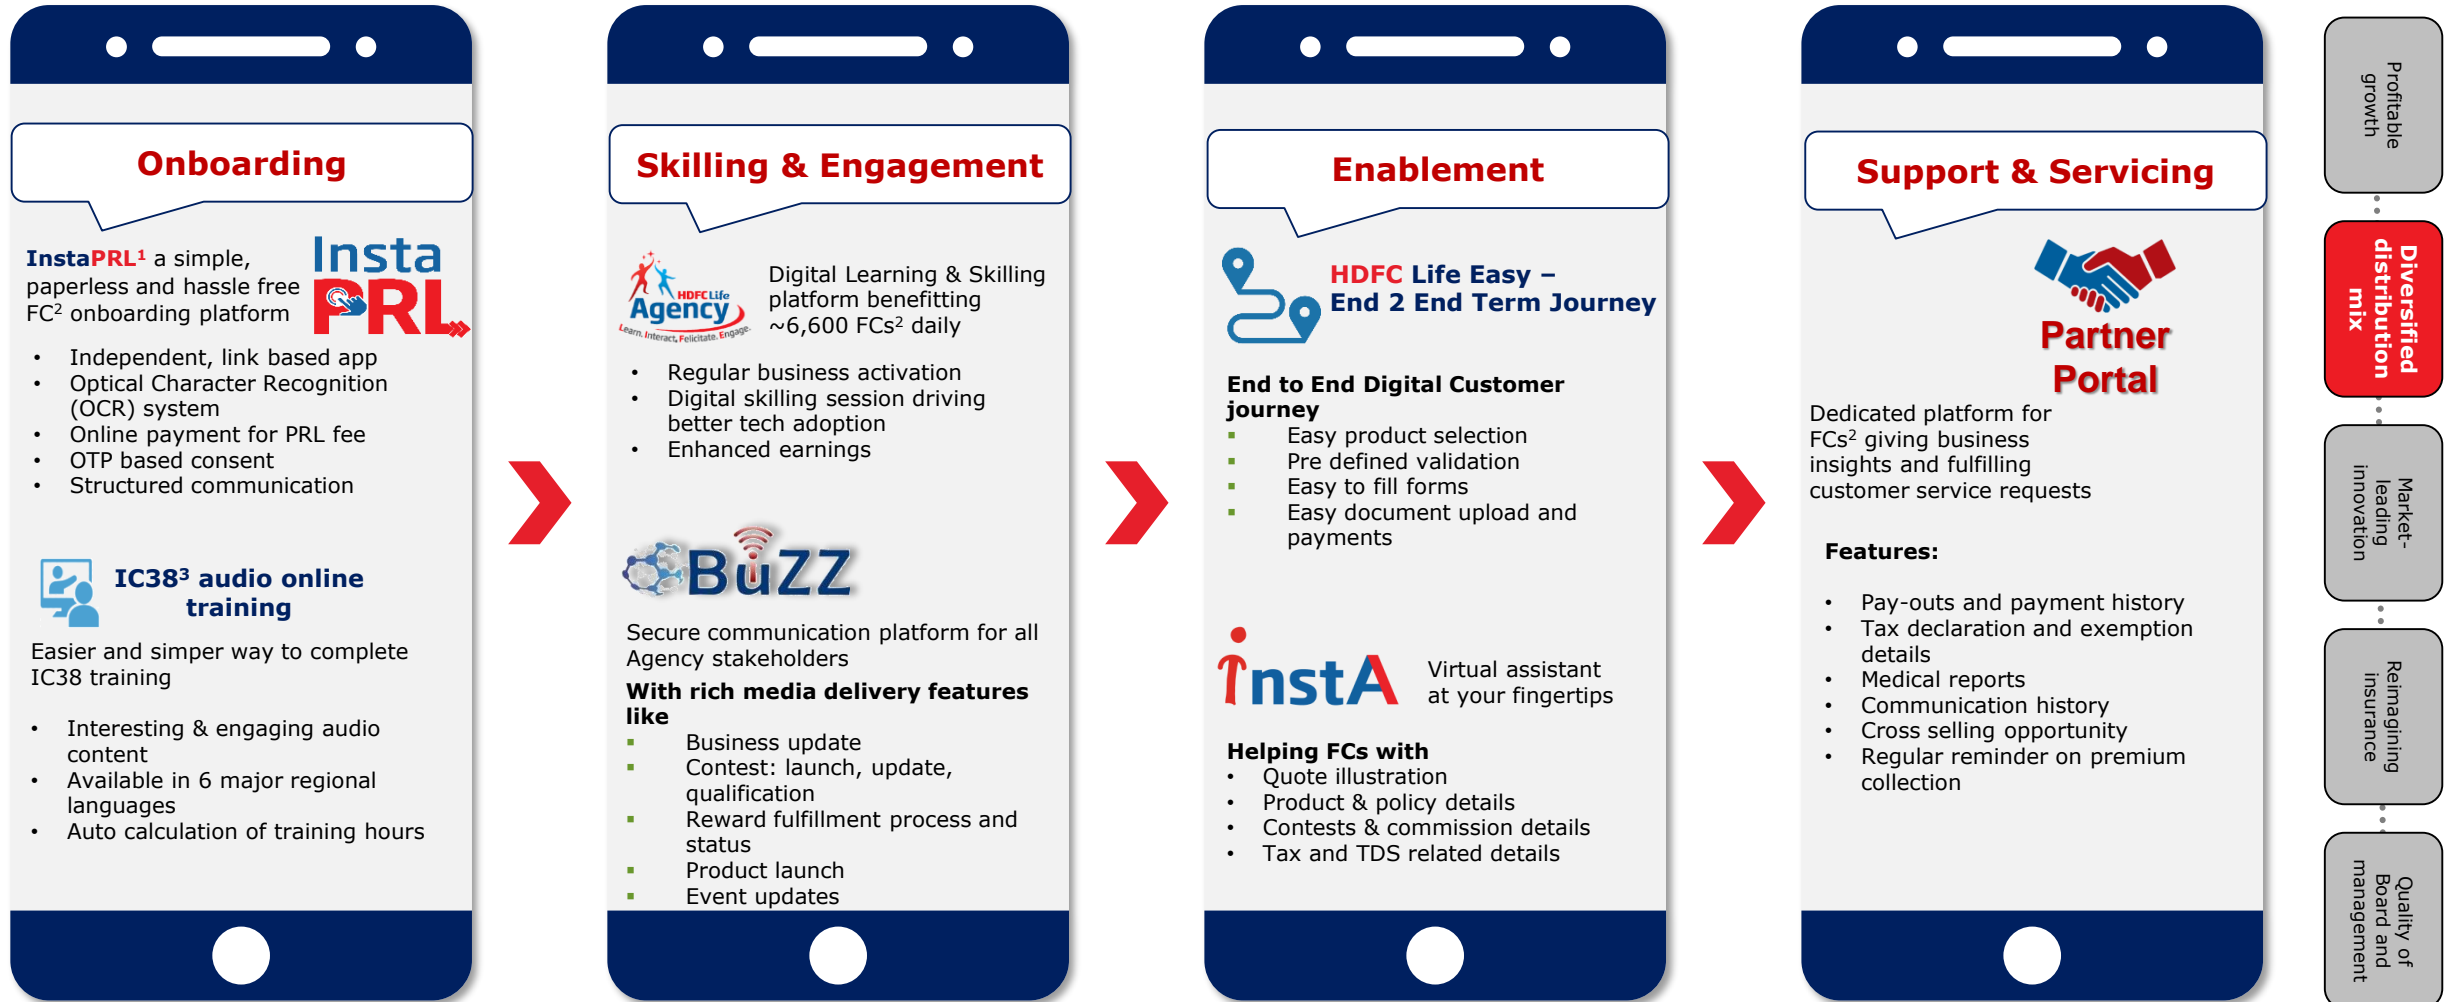 Onboarding
InstaPRL¹ a simple,
paperless and hassle free
FC² onboarding platform
Insta
PRL
• Independent, link based app
• Optical Character Recognition
(OCR) system
• Online payment for PRL fee
• OTP based consent
• Structured communication
IC38³ audio online
training
Easier and simper way to complete
IC38 training
• Interesting & engaging audio
content
• Available in 6 major regional
languages
• Auto calculation of training hours
Skilling & Engagement
HDFC Life
Agency
Learn. Interact. Felicitate. Engage.
Digital Learning & Skilling
platform benefitting
~6,600 FCs² daily
• Regular business activation
• Digital skilling session driving
better tech adoption
• Enhanced earnings
BuZZ
Secure communication platform for all
Agency stakeholders
With rich media delivery features
like
▪ Business update
▪ Contest: launch, update,
qualification
▪ Reward fulfillment process and
status
▪ Product launch
▪ Event updates
Enablement
HDFC Life Easy –
End 2 End Term Journey
End to End Digital Customer
journey
▪ Easy product selection
▪ Pre defined validation
▪ Easy to fill forms
▪ Easy document upload and
payments
InstA
Virtual assistant
at your fingertips
Helping FCs with
• Quote illustration
• Product & policy details
• Contests & commission details
• Tax and TDS related details
Support & Servicing
Partner
Portal
Dedicated platform for
FCs² giving business
insights and fulfilling
customer service requests
Features:
• Pay-outs and payment history
• Tax declaration and exemption
details
• Medical reports
• Communication history
• Cross selling opportunity
• Regular reminder on premium
collection
Profitable
growth
Diversified
distribution
mix
Market-
leading
innovation
Reimagining
insurance
Quality of
Board and
management